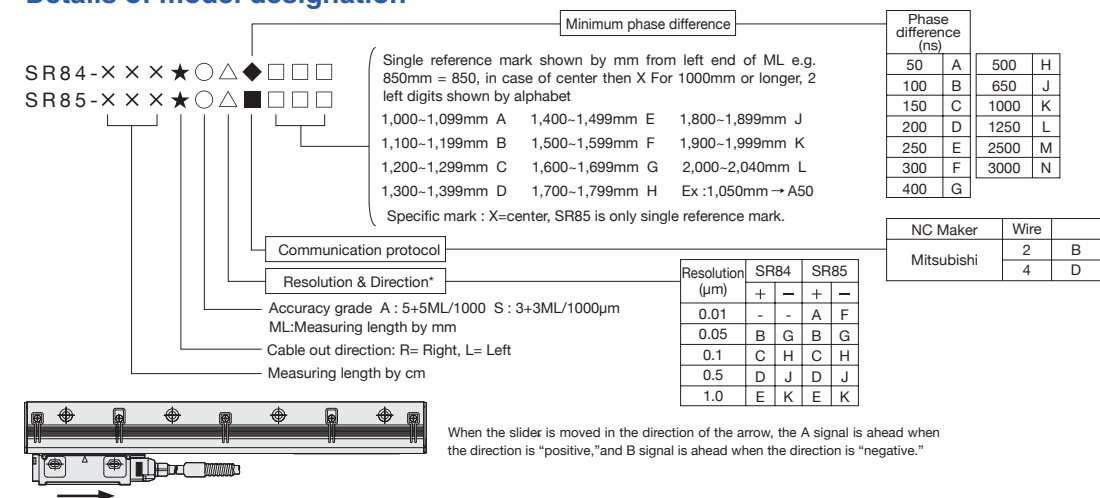 Details of model designation
Minimum phase difference
SR84-×××★○△◆□□□
SR85-×××★○△■□□□
Single reference mark shown by mm from left end of ML e.g.
850mm = 850, in case of center then X For 1000mm or longer, 2
left digits shown by alphabet
1,000~1,099mm A 1,400~1,499mm E 1,800~1,899mm J
1,100~1,199mm B 1,500~1,599mm F 1,900~1,999mm K
1,200~1,299mm C 1,600~1,699mm G 2,000~2,040mm L
1,300~1,399mm D 1,700~1,799mm H Ex :1,050mm→A50
Specific mark : X=center, SR85 is only single reference mark.
Phase
difference
(ns)
50 A 500 H
100 B 650 J
150 C 1000 K
200 D 1250 L
250 E 2500 M
300 F 3000 N
400 G
Communication protocol
NC Maker Wire
Mitsubishi 2 B
4 D
Resolution & Direction*
Accuracy grade A : 5+5ML/1000 S : 3+3ML/1000μm
ML:Measuring length by mm
Cable out direction: R= Right, L= Left
Measuring length by cm
Resolution SR84 SR85
(μm) + − + −
0.01 - - A F
0.05 B G B G
0.1 C H C H
0.5 D J D J
1.0 E K E K
When the slider is moved in the direction of the arrow, the A signal is ahead when
the direction is “positive,”and B signal is ahead when the direction is “negative.”